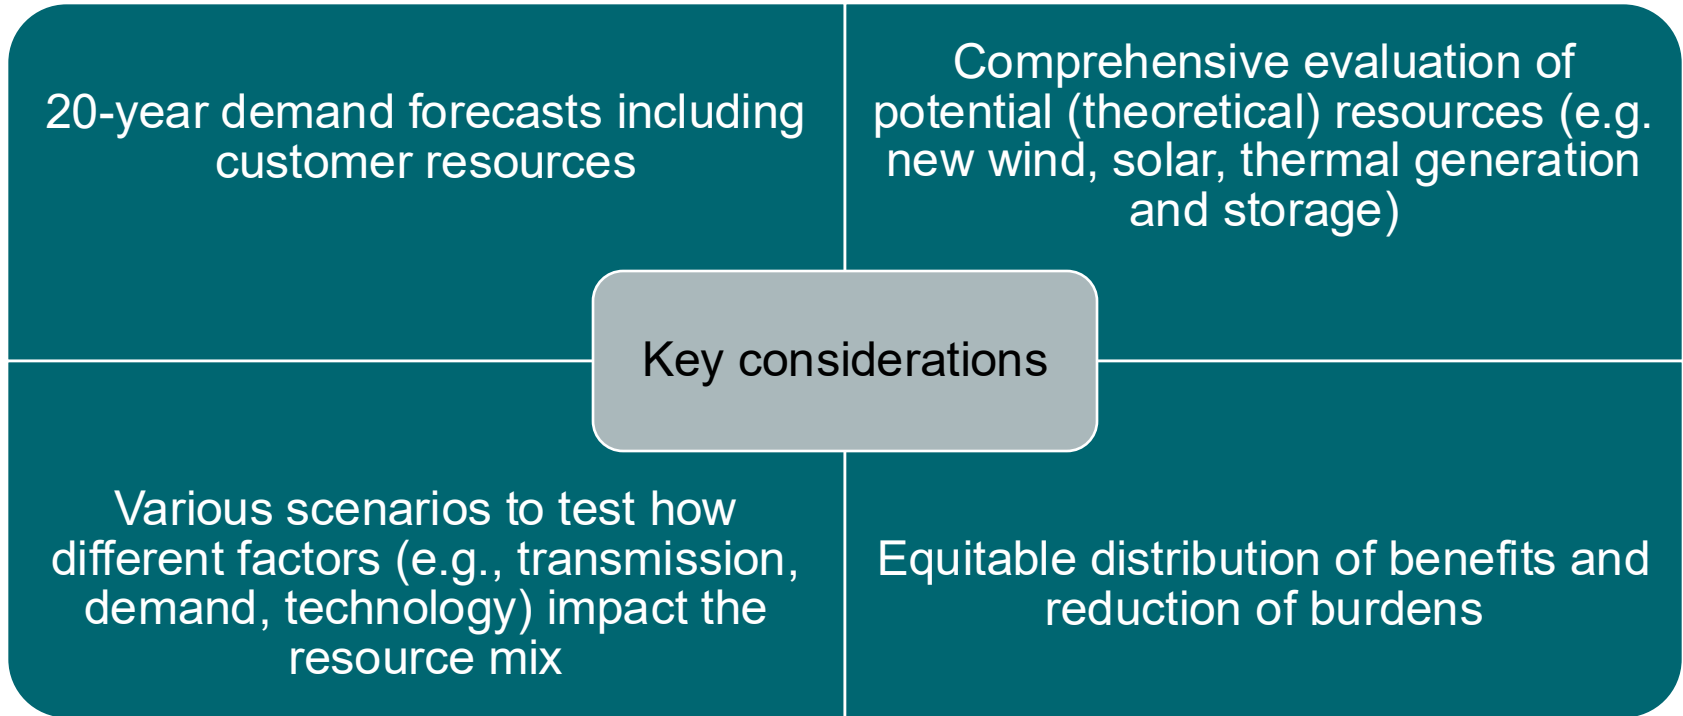 20-year demand forecasts including
customer resources
Comprehensive evaluation of
potential (theoretical) resources (e.g.
new wind, solar, thermal generation
and storage)
Key considerations
Various scenarios to test how
different factors (e.g., transmission,
demand, technology) impact the
resource mix
Equitable distribution of benefits and
reduction of burdens